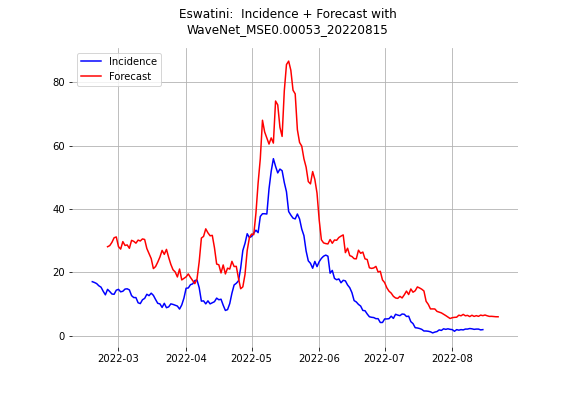 Eswatini:  Incidence + Forecast with
WaveNet_MSE0.00053_20220815
Incidence
Forecast
80
60
40
20
0
2022-03
2022-04
2022-05
2022-06
2022-07
2022-08